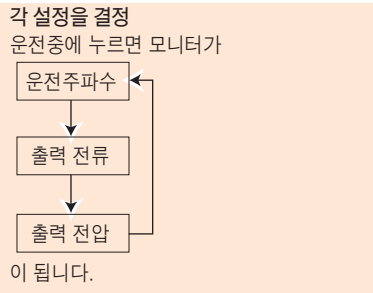 각 설정을 결정
운전중에 누르면 모니터가
운전주파수
출력 전류
출력 전압
이 됩니다.